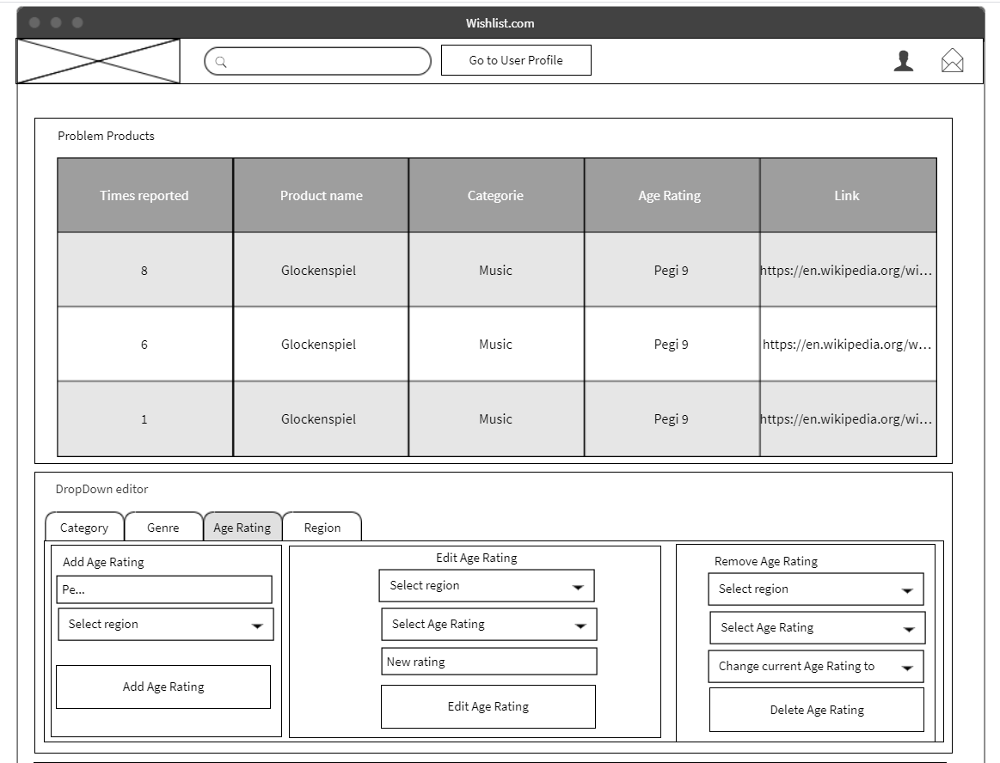 Wishlist.com
Go to User Profile
Problem Products
Times reported Product name Categorie Age Rating Link
8 Glockenspiel Music Pegi 9 https://en.wikipedia.org/wi...
6 Glockenspiel Music Pegi 9 https://en.wikipedia.org/w...
1 Glockenspiel Music Pegi 9 https://en.wikipedia.org/wi...
DropDown editor
Category Genre Age Rating Region
Add Age Rating
Pe...
Select region
Add Age Rating
Edit Age Rating
Select region
Select Age Rating
New rating
Edit Age Rating
Remove Age Rating
Select region
Select Age Rating
Change current Age Rating to
Delete Age Rating